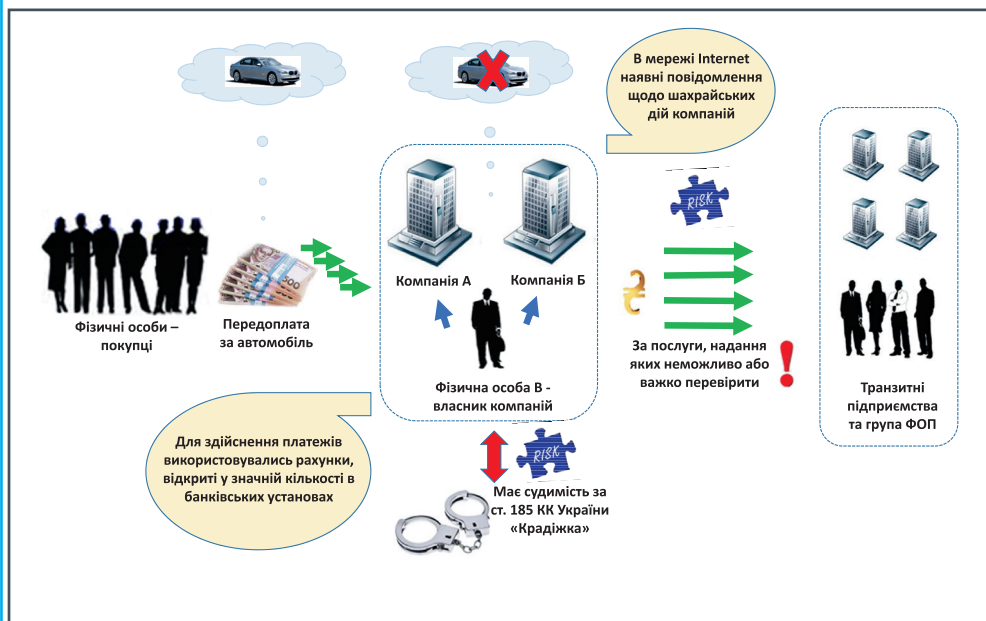 В мережі Internet
наявні повідомлення
щодо шахрайських
дій компаній
RISK
Компанія А
Компанія Б
500
Фізичні особи –
покупці
Передоплата
за автомобіль
За послуги, надання
яких неможливо або
важко перевірити
Фізична особа В -
власник компаній
Транзитні
підприємства
та група ФОП
Для здійснення платежів
використовувались рахунки,
відкриті у значній кількості в
банківських установах
RISK
Має судимість за
ст. 185 КК України
«Крадіжка»